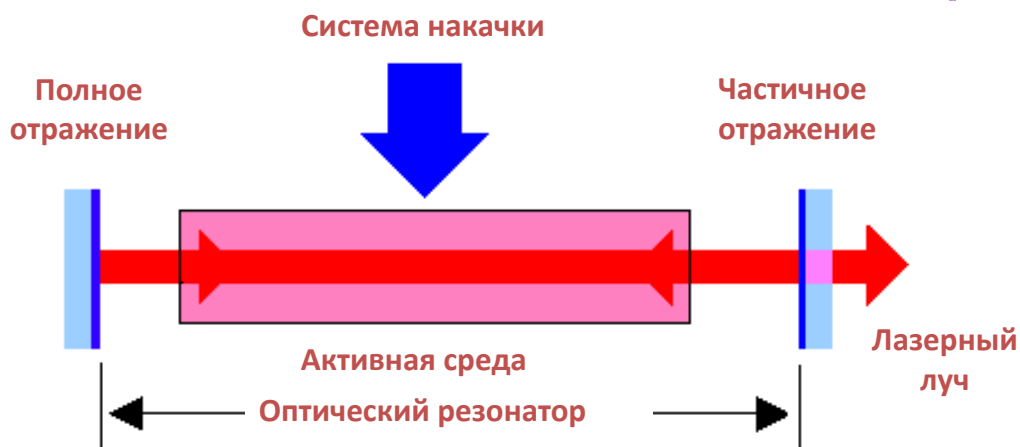 Система накачки
Полное
отражение
Частичное
отражение
Лазерный
луч
Активная среда
Оптический резонатор